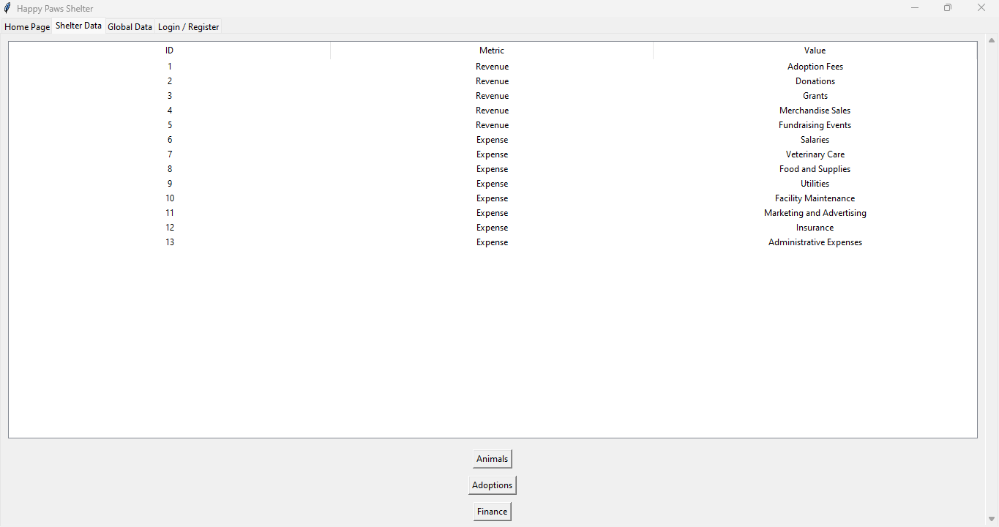 Happy Paws Shelter
Home Page Shelter Data Global Data Login / Register
ID Metric Value
1 Revenue Adoption Fees
2 Revenue Donations
3 Revenue Grants
4 Revenue Merchandise Sales
5 Revenue Fundraising Events
6 Expense Salaries
7 Expense Veterinary Care
8 Expense Food and Supplies
9 Expense Utilities
10 Expense Facility Maintenance
11 Expense Marketing and Advertising
12 Expense Insurance
13 Expense Administrative Expenses
Animals
Adoptions
Finance